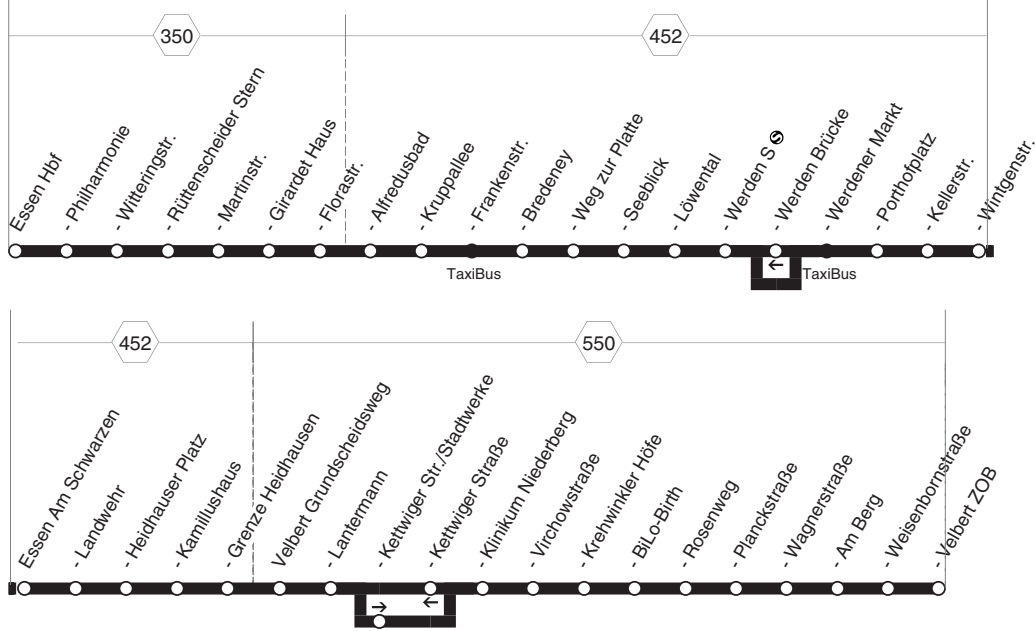 350
452
Essen Hbf
- Philharmonie
- Witteringstr.
- Rüttenscheider Stern
- Martinstr.
- Girardet Haus
- Florastr.
- Alfredusbad
- Kruppallee
- Frankenstr.
- Bredeney
- Weg zur Platte
- Seeblick
- Löwental
- Werden S
- Werden Brücke
- Werdener Markt
- Porthofplatz
- Kellerstr.
- Wintgenstr.
TaxiBus
TaxiBus
452
550
Essen Am Schwarzen
- Landwehr
- Heidhauser Platz
- Kamillushaus
- Grenze Heidhausen
Velbert Grundscheidsweg
- Lantermann
- Kettwiger Str./Stadtwerke
- Kettwiger Straße
- Klinikum Niederberg
- Virchowstraße
- Krehwinkler Höfe
- BiLo-Birth
- Rosenweg
- Planckstraße
- Wagnerstraße
- Am Berg
- Weisenbornstraße
- Velbert ZOB